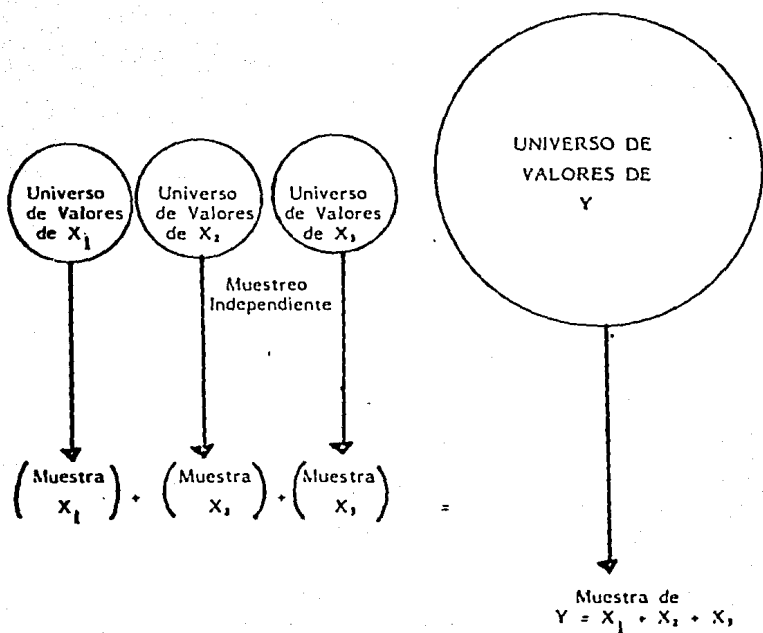 Universo
de Valores
de X₁
Universo
de Valores
de X₂
Universo
de Valores
de X₃
UNIVERSO DE
VALORES DE
Y
Muestreo
Independiente
(Muestra X₁) + (Muestra X₂) + (Muestra X₃) =
Muestra de
Y = X₁ + X₂ + X₃